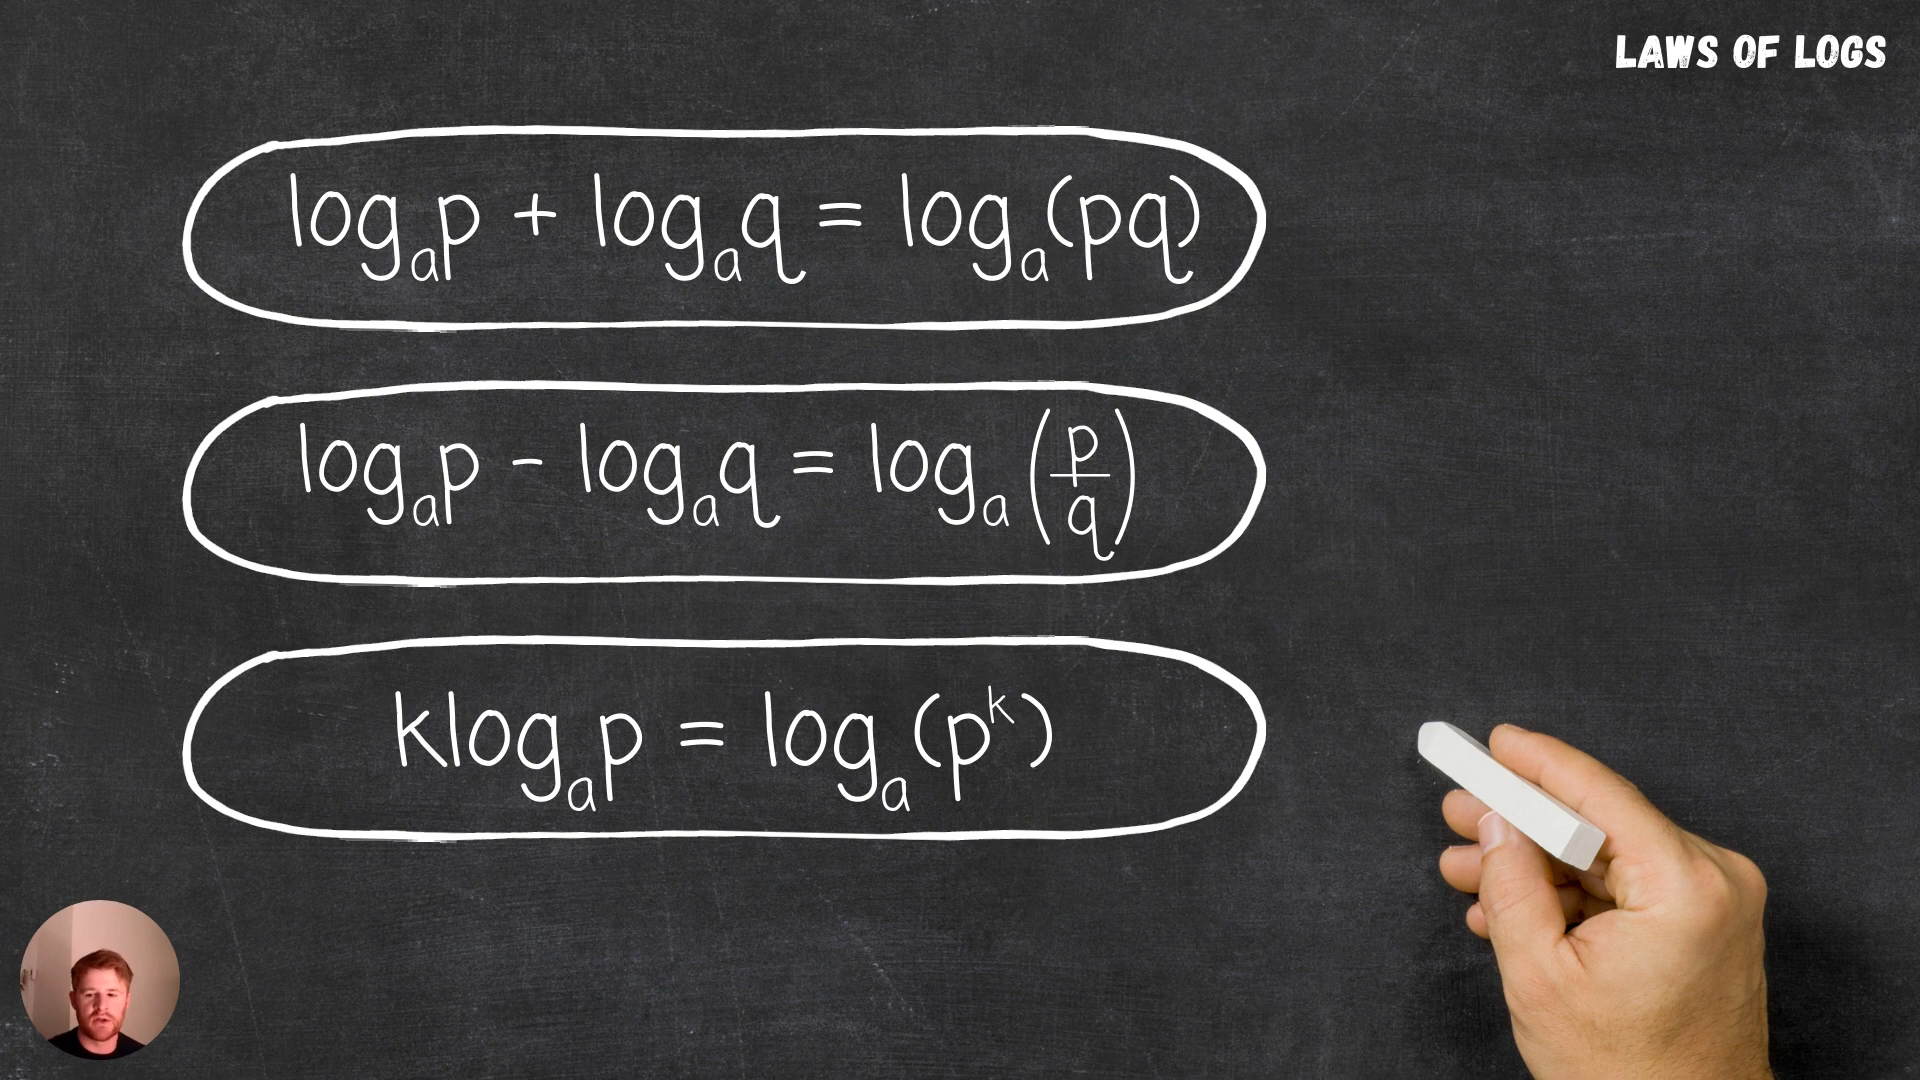 LAWS OF LOGS
logₐp + logₐq = logₐ(pq)
logₐp - logₐq = logₐ(p/q)
klogₐp = logₐ(pᵏ)